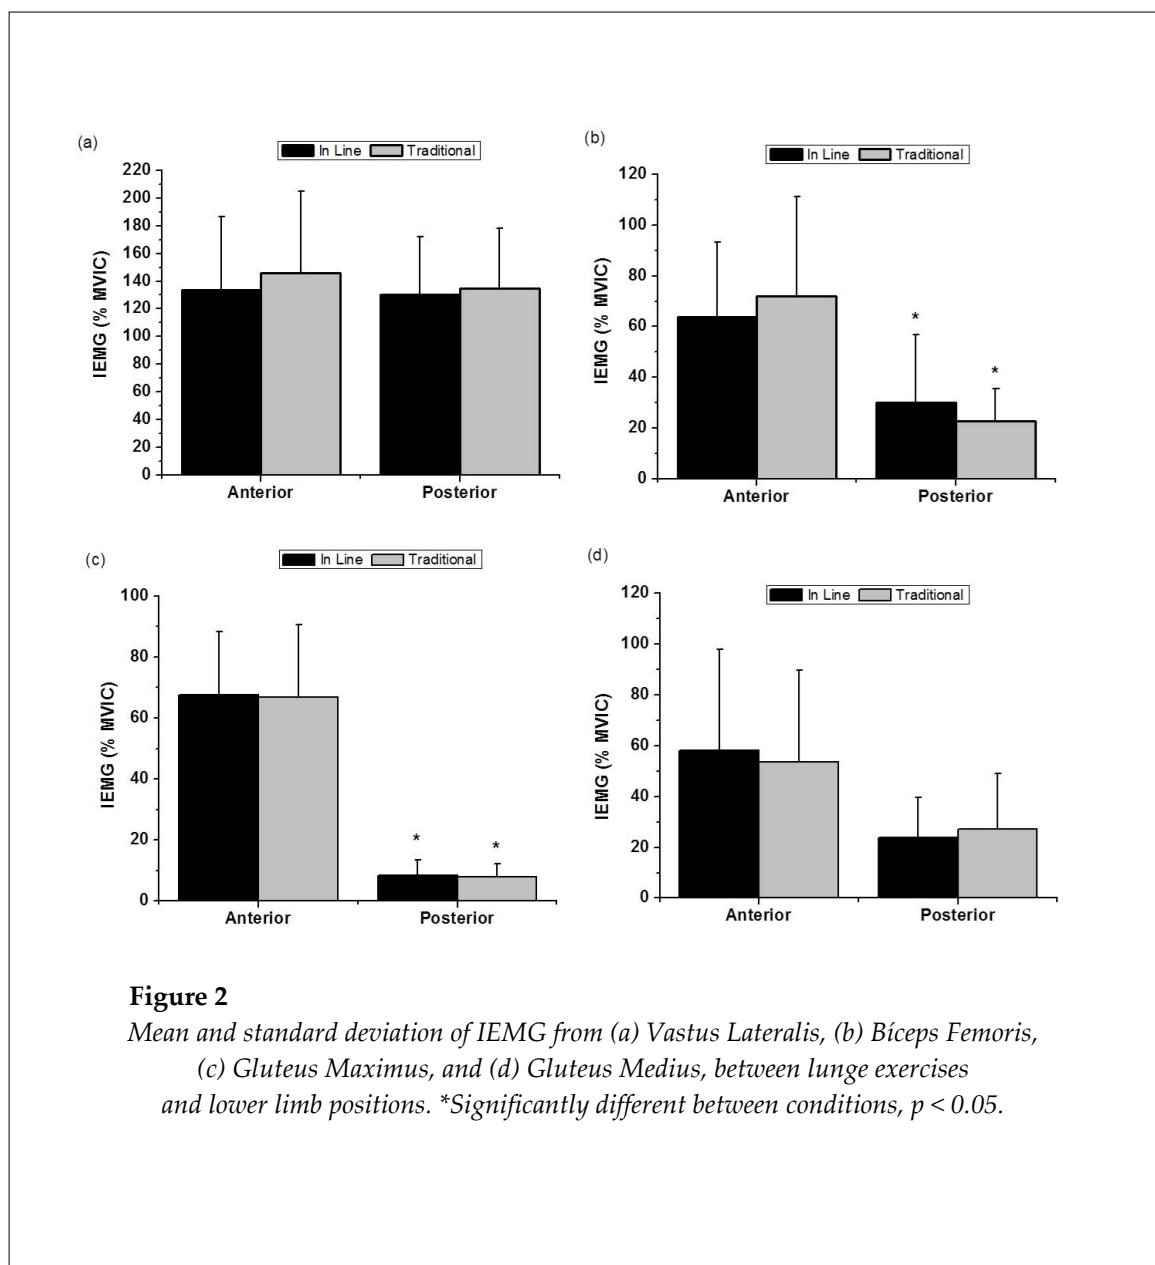 (a)
In Line Traditional
220
200
180
160
140
120
100
80
60
40
20
0
IEMG (% MVIC)
Anterior Posterior
(b)
In Line Traditional
120
100
80
60
40
20
0
IEMG (% MVIC)
*
*
Anterior Posterior
(c)
In Line Traditional
100
80
60
40
20
0
IEMG (% MVIC)
* *
Anterior Posterior
(d)
In Line Traditional
120
100
80
60
40
20
0
IEMG (% MVIC)
Anterior Posterior
Figure 2
Mean and standard deviation of IEMG from (a) Vastus Lateralis, (b) Bíceps Femoris,
(c) Gluteus Maximus, and (d) Gluteus Medius, between lunge exercises
and lower limb positions. *Significantly different between conditions, p < 0.05.